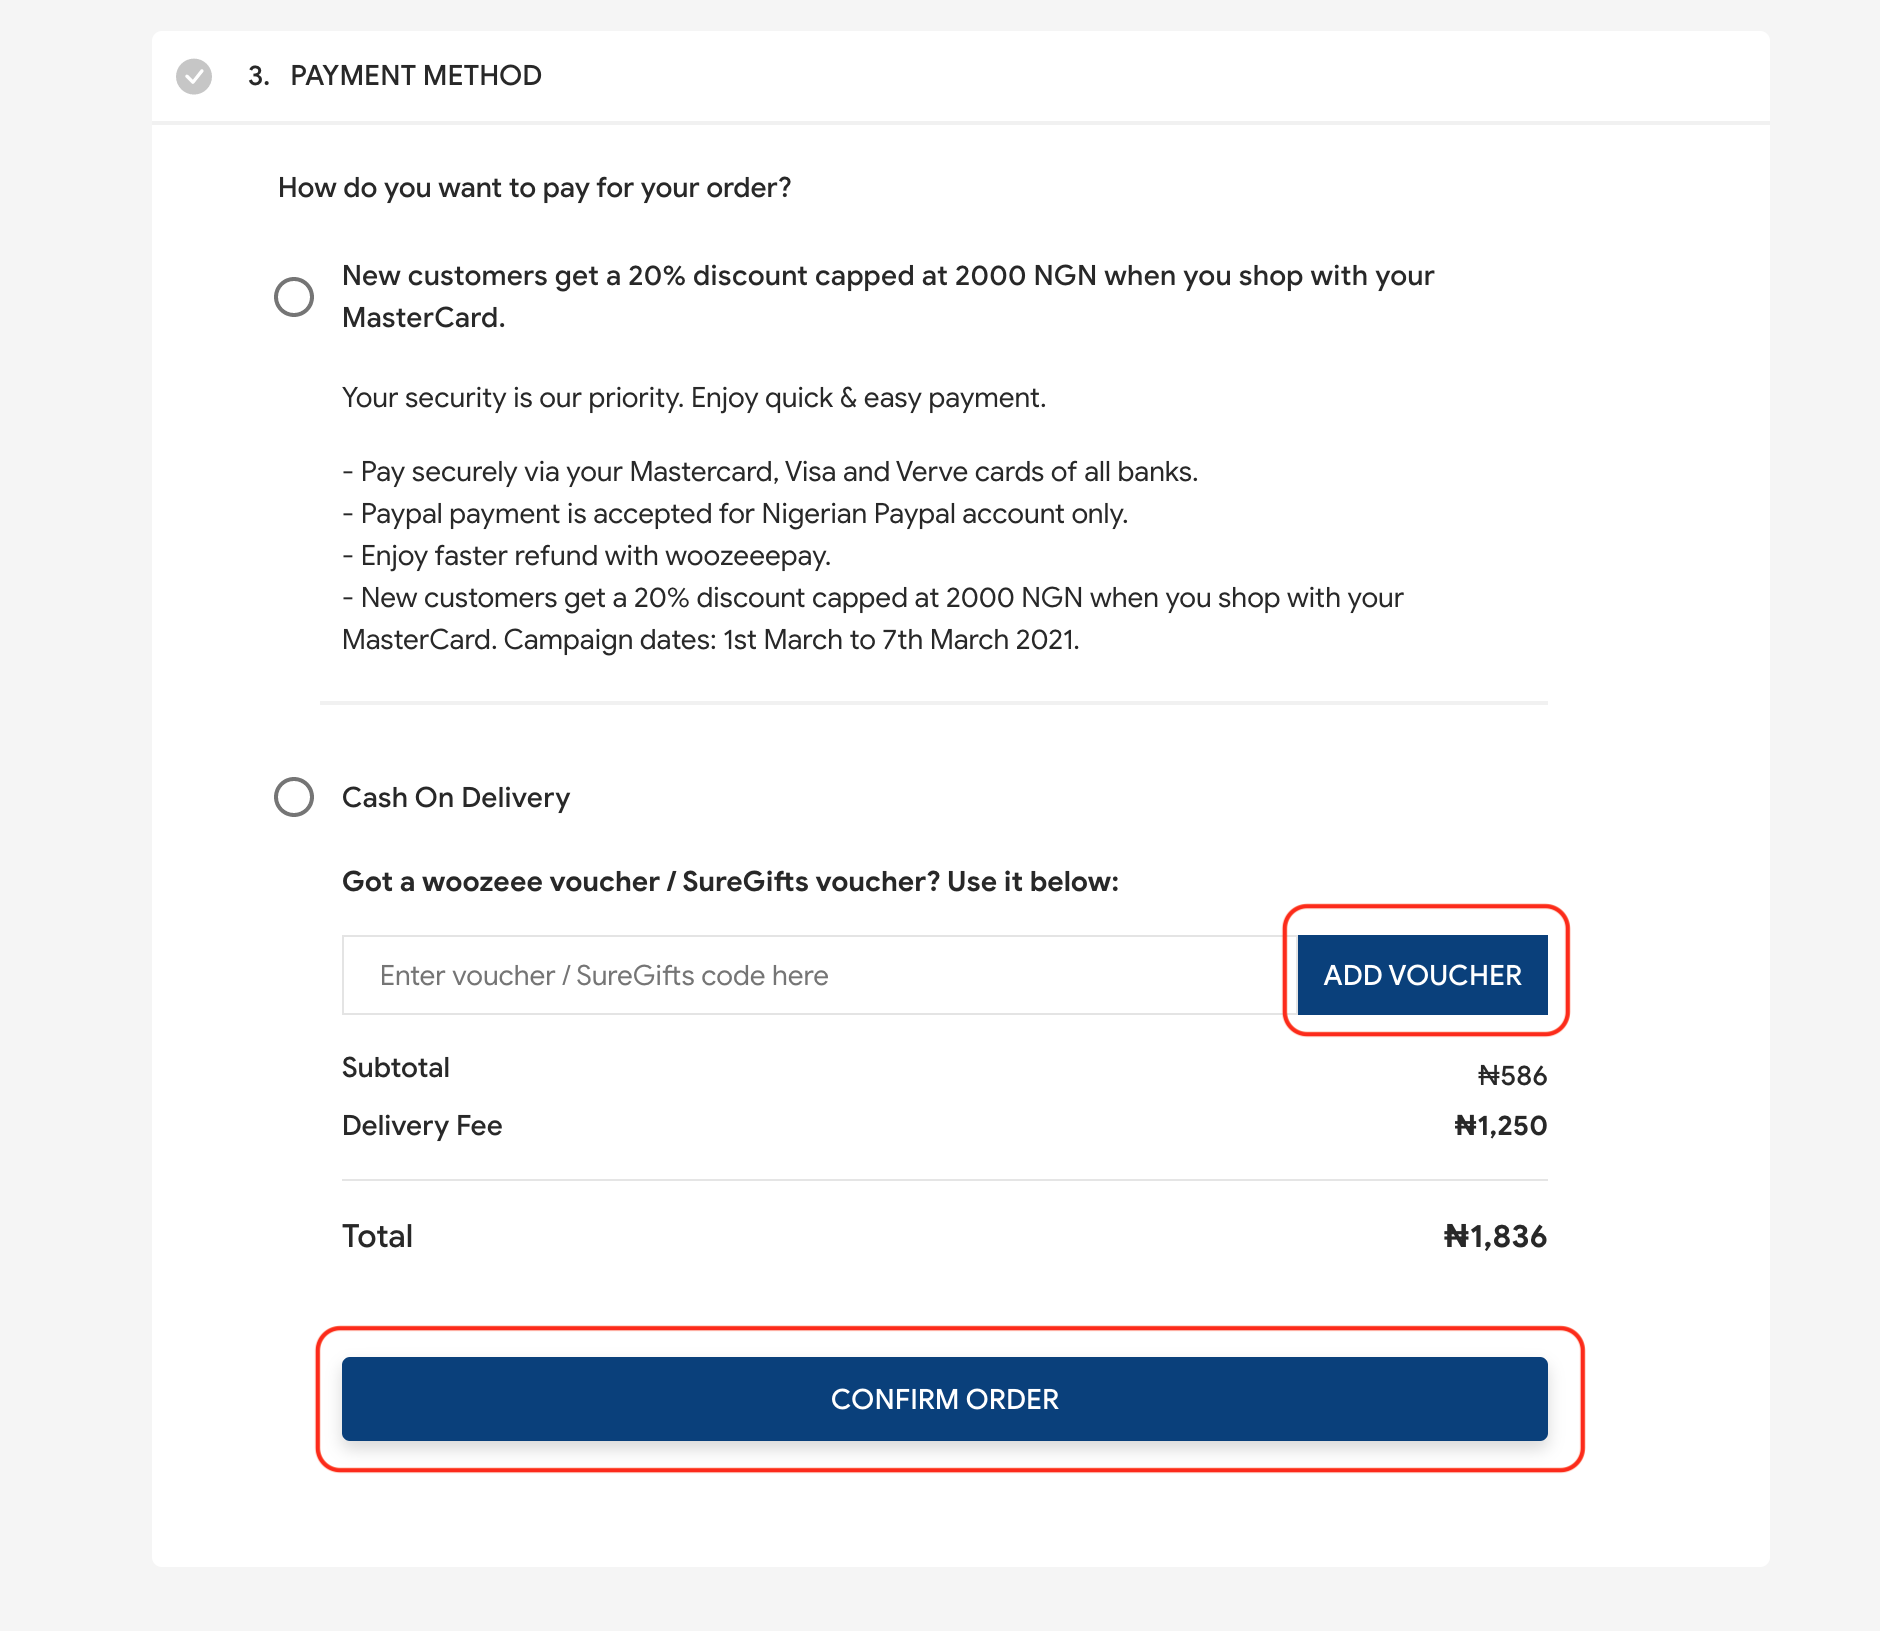 3. PAYMENT METHOD
How do you want to pay for your order?
New customers get a 20% discount capped at 2000 NGN when you shop with your
MasterCard.
Your security is our priority. Enjoy quick & easy payment.
- Pay securely via your Mastercard, Visa and Verve cards of all banks.
- Paypal payment is accepted for Nigerian Paypal account only.
- Enjoy faster refund with woozeeepay.
- New customers get a 20% discount capped at 2000 NGN when you shop with your
MasterCard. Campaign dates: 1st March to 7th March 2021.
Cash On Delivery
Got a woozeee voucher / SureGifts voucher? Use it below:
Enter voucher / SureGifts code here ADD VOUCHER
Subtotal ₦586
Delivery Fee ₦1,250
Total ₦1,836
CONFIRM ORDER